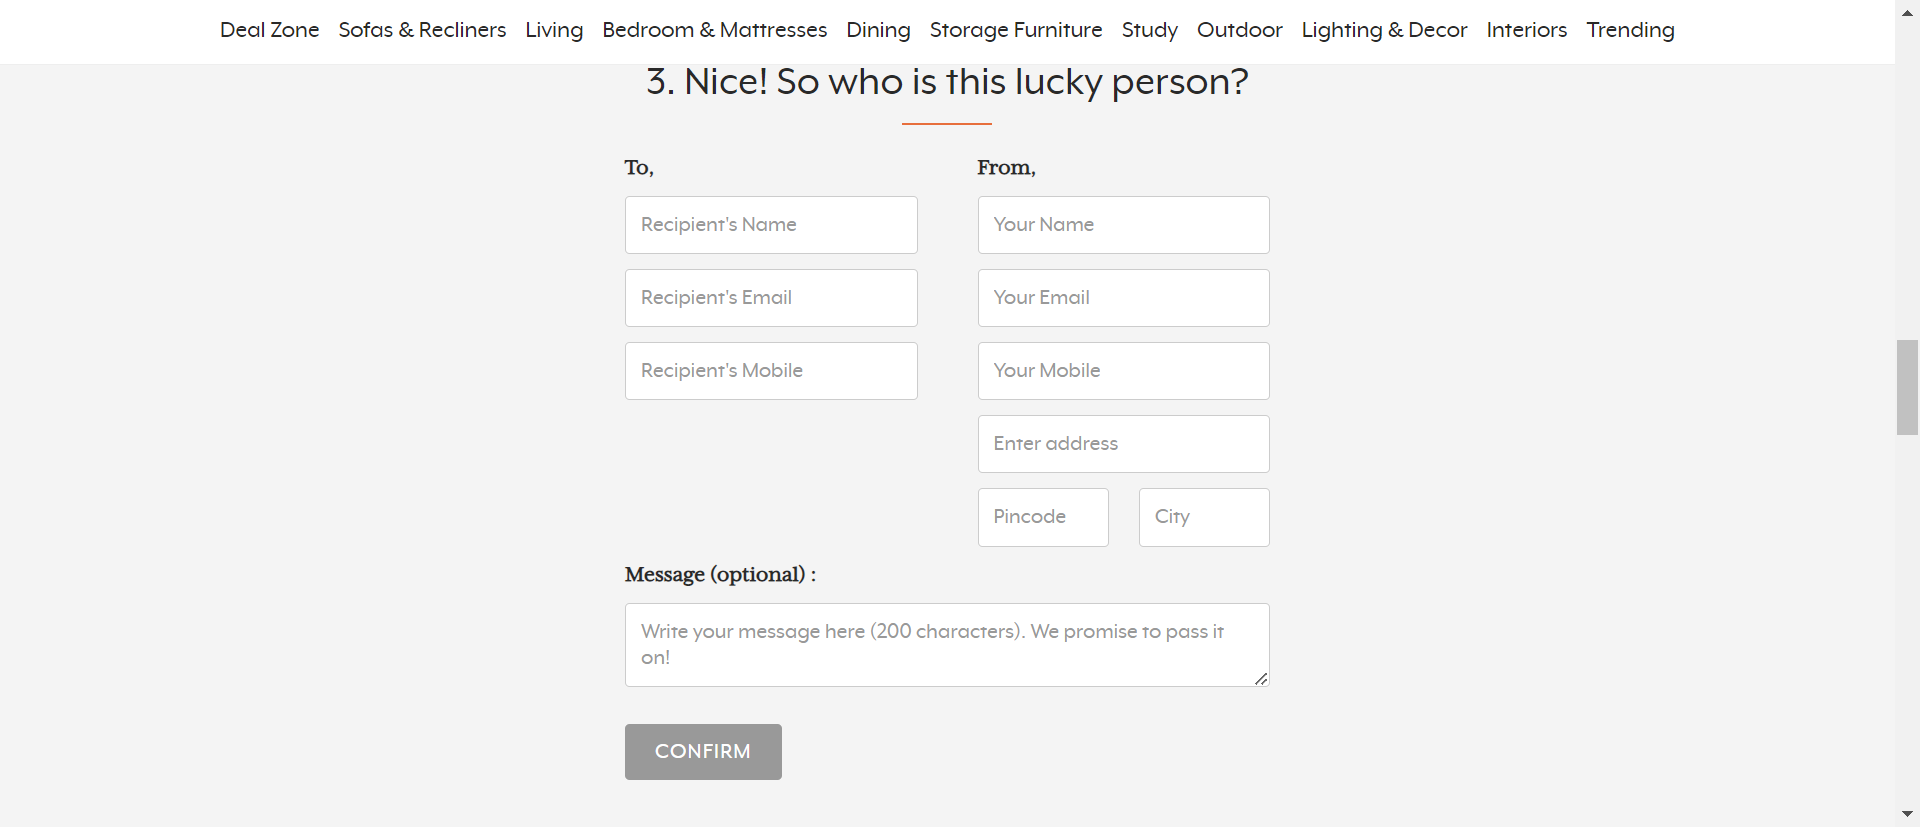 Deal Zone Sofas & Recliners Living Bedroom & Mattresses Dining Storage Furniture Study Outdoor Lighting & Decor Interiors Trending
3. Nice! So who is this lucky person?
To,
Recipient's Name
Recipient's Email
Recipient's Mobile
From,
Your Name
Your Email
Your Mobile
Enter address
Pincode City
Message (optional) :
Write your message here (200 characters). We promise to pass it
on!
CONFIRM